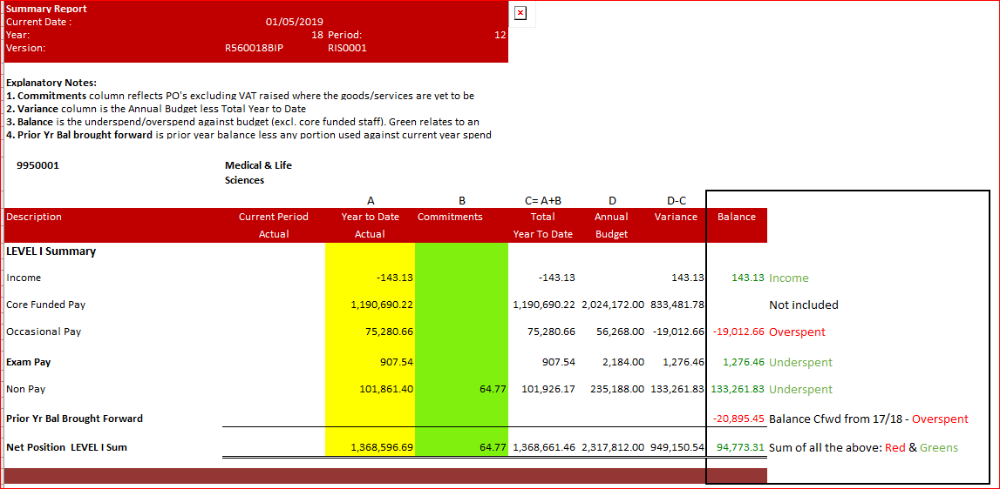 Summary Report
Current Date : 01/05/2019
Year: 18 Period: 12
Version: R560018BIP RIS0001
Explanatory Notes:
1. Commitments column reflects PO's excluding VAT raised where the goods/services are yet to be
2. Variance column is the Annual Budget less Total Year to Date
3. Balance is the underspend/overspend against budget (excl. core funded staff). Green relates to an
4. Prior Yr Bal brought forward is prior year balance less any portion used against current year spend
9950001 Medical & Life
Sciences
A B C= A+B D D-C
Description Current Period Year to Date Commitments Total Annual Variance Balance
Actual Actual Year To Date Budget
LEVEL I Summary
Income -143.13 -143.13 143.13 143.13 Income
Core Funded Pay 1,190,690.22 1,190,690.22 2,024,172.00 833,481.78 Not included
Occasional Pay 75,280.66 75,280.66 56,268.00 -19,012.66 -19,012.66 Overspent
Exam Pay 907.54 907.54 2,184.00 1,276.46 1,276.46 Underspent
Non Pay 101,861.40 64.77 101,926.17 235,188.00 133,261.83 133,261.83 Underspent
Prior Yr Bal Brought Forward -20,895.45 Balance Cfwd from 17/18 - Overspent
Net Position LEVEL I Sum 1,368,596.69 64.77 1,368,661.46 2,317,812.00 949,150.54 94,773.31 Sum of all the above: Red & Greens